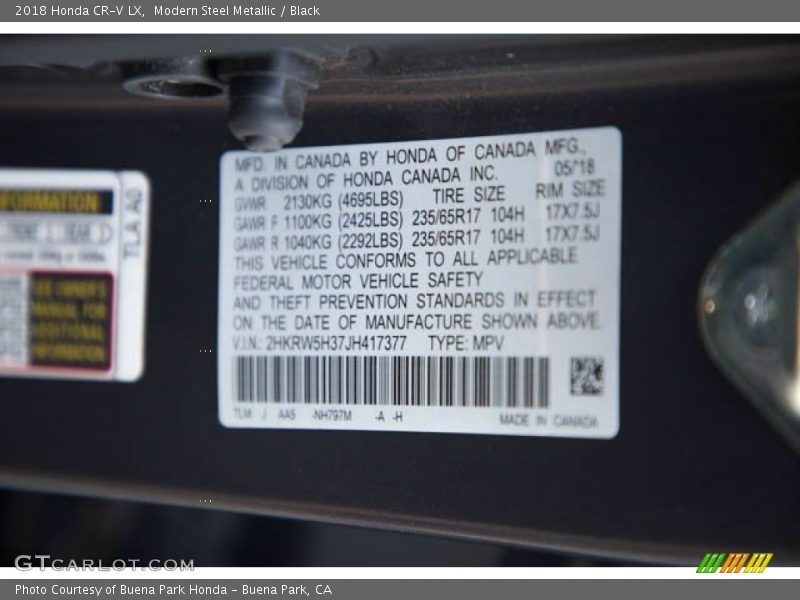 2018 Honda CR-V LX,  Modern Steel Metallic / Black
MFD. IN CANADA BY HONDA OF CANADA MFG.,
A DIVISION OF HONDA CANADA INC. 05/18
GVWR 2130KG (4695LBS) TIRE SIZE RIM SIZE
GAWR F 1100KG (2425LBS) 235/65R17 104H 17X7.5J
GAWR R 1040KG (2292LBS) 235/65R17 104H 17X7.5J
THIS VEHICLE CONFORMS TO ALL APPLICABLE
FEDERAL MOTOR VEHICLE SAFETY
AND THEFT PREVENTION STANDARDS IN EFFECT
ON THE DATE OF MANUFACTURE SHOWN ABOVE.
V.I.N.: 2HKRW5H37JH417377 TYPE: MPV
TLM J AA5 -NH797M -A -H MADE IN CANADA
FORMATION
TLA A0
SEE OWNER'S
MANUAL FOR
ADDITIONAL
INFORMATION
GTCARLOT.COM
Photo Courtesy of Buena Park Honda – Buena Park, CA